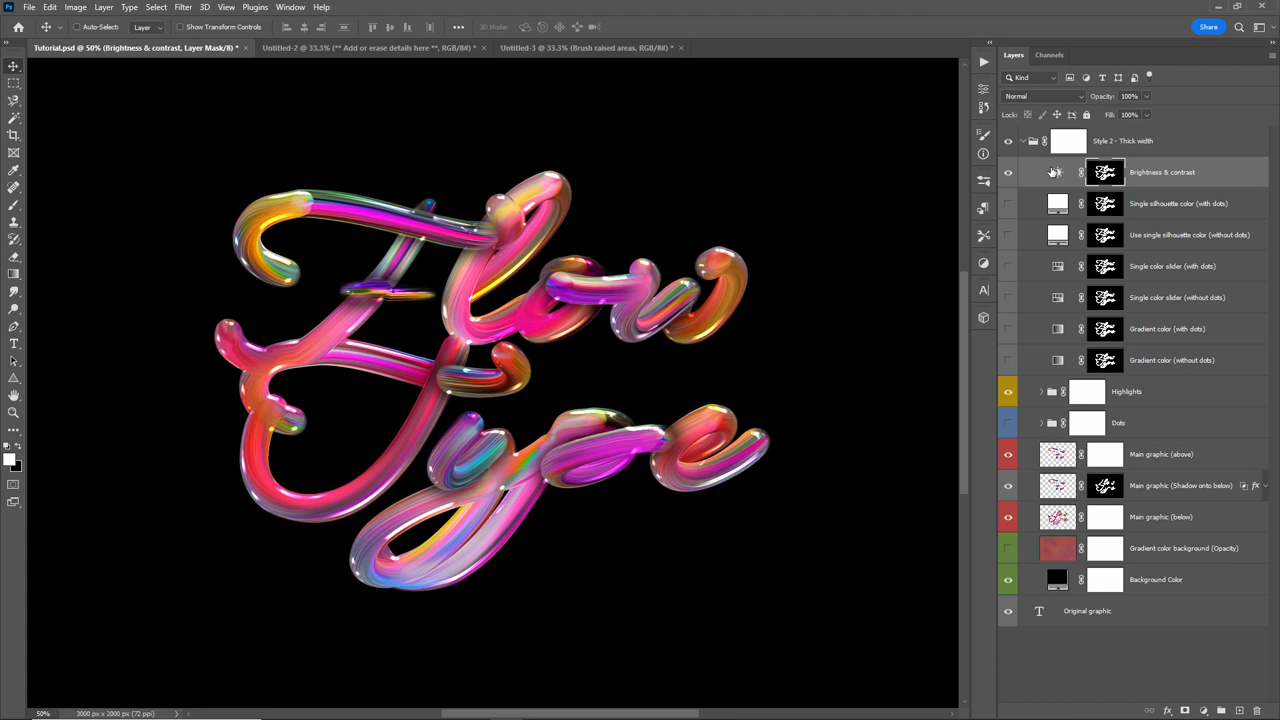 Ps File Edit Image Layer Type Select Filter 3D View Plugins Window Help
Auto-Select: Layer Show Transform Controls 3D Mode: Share
Tutorial.psd @ 50% (Brightness & contrast, Layer Mask/8) * × Untitled-2 @ 33.3% (** Add or erase details here **, RGB/8#) * × Untitled-3 @ 33.3% (Brush raised areas, RGB/8#) * ×
Layers Channels
Kind
Normal Opacity: 100%
Lock: Fill: 100%
Style 2 - Thick width
Brightness & contrast
Single silhouette color (with dots)
Use single silhouette color (without dots)
Single color slider (with dots)
Single color slider (without dots)
Gradient color (with dots)
Gradient color (without dots)
Highlights
Dots
Main graphic (above)
Main graphic (Shadow onto below) fx
Main graphic (below)
Gradient color background (Opacity)
Background Color
T Original graphic
Flow
Type
50% 3000 px x 2000 px (72 ppi)
fx